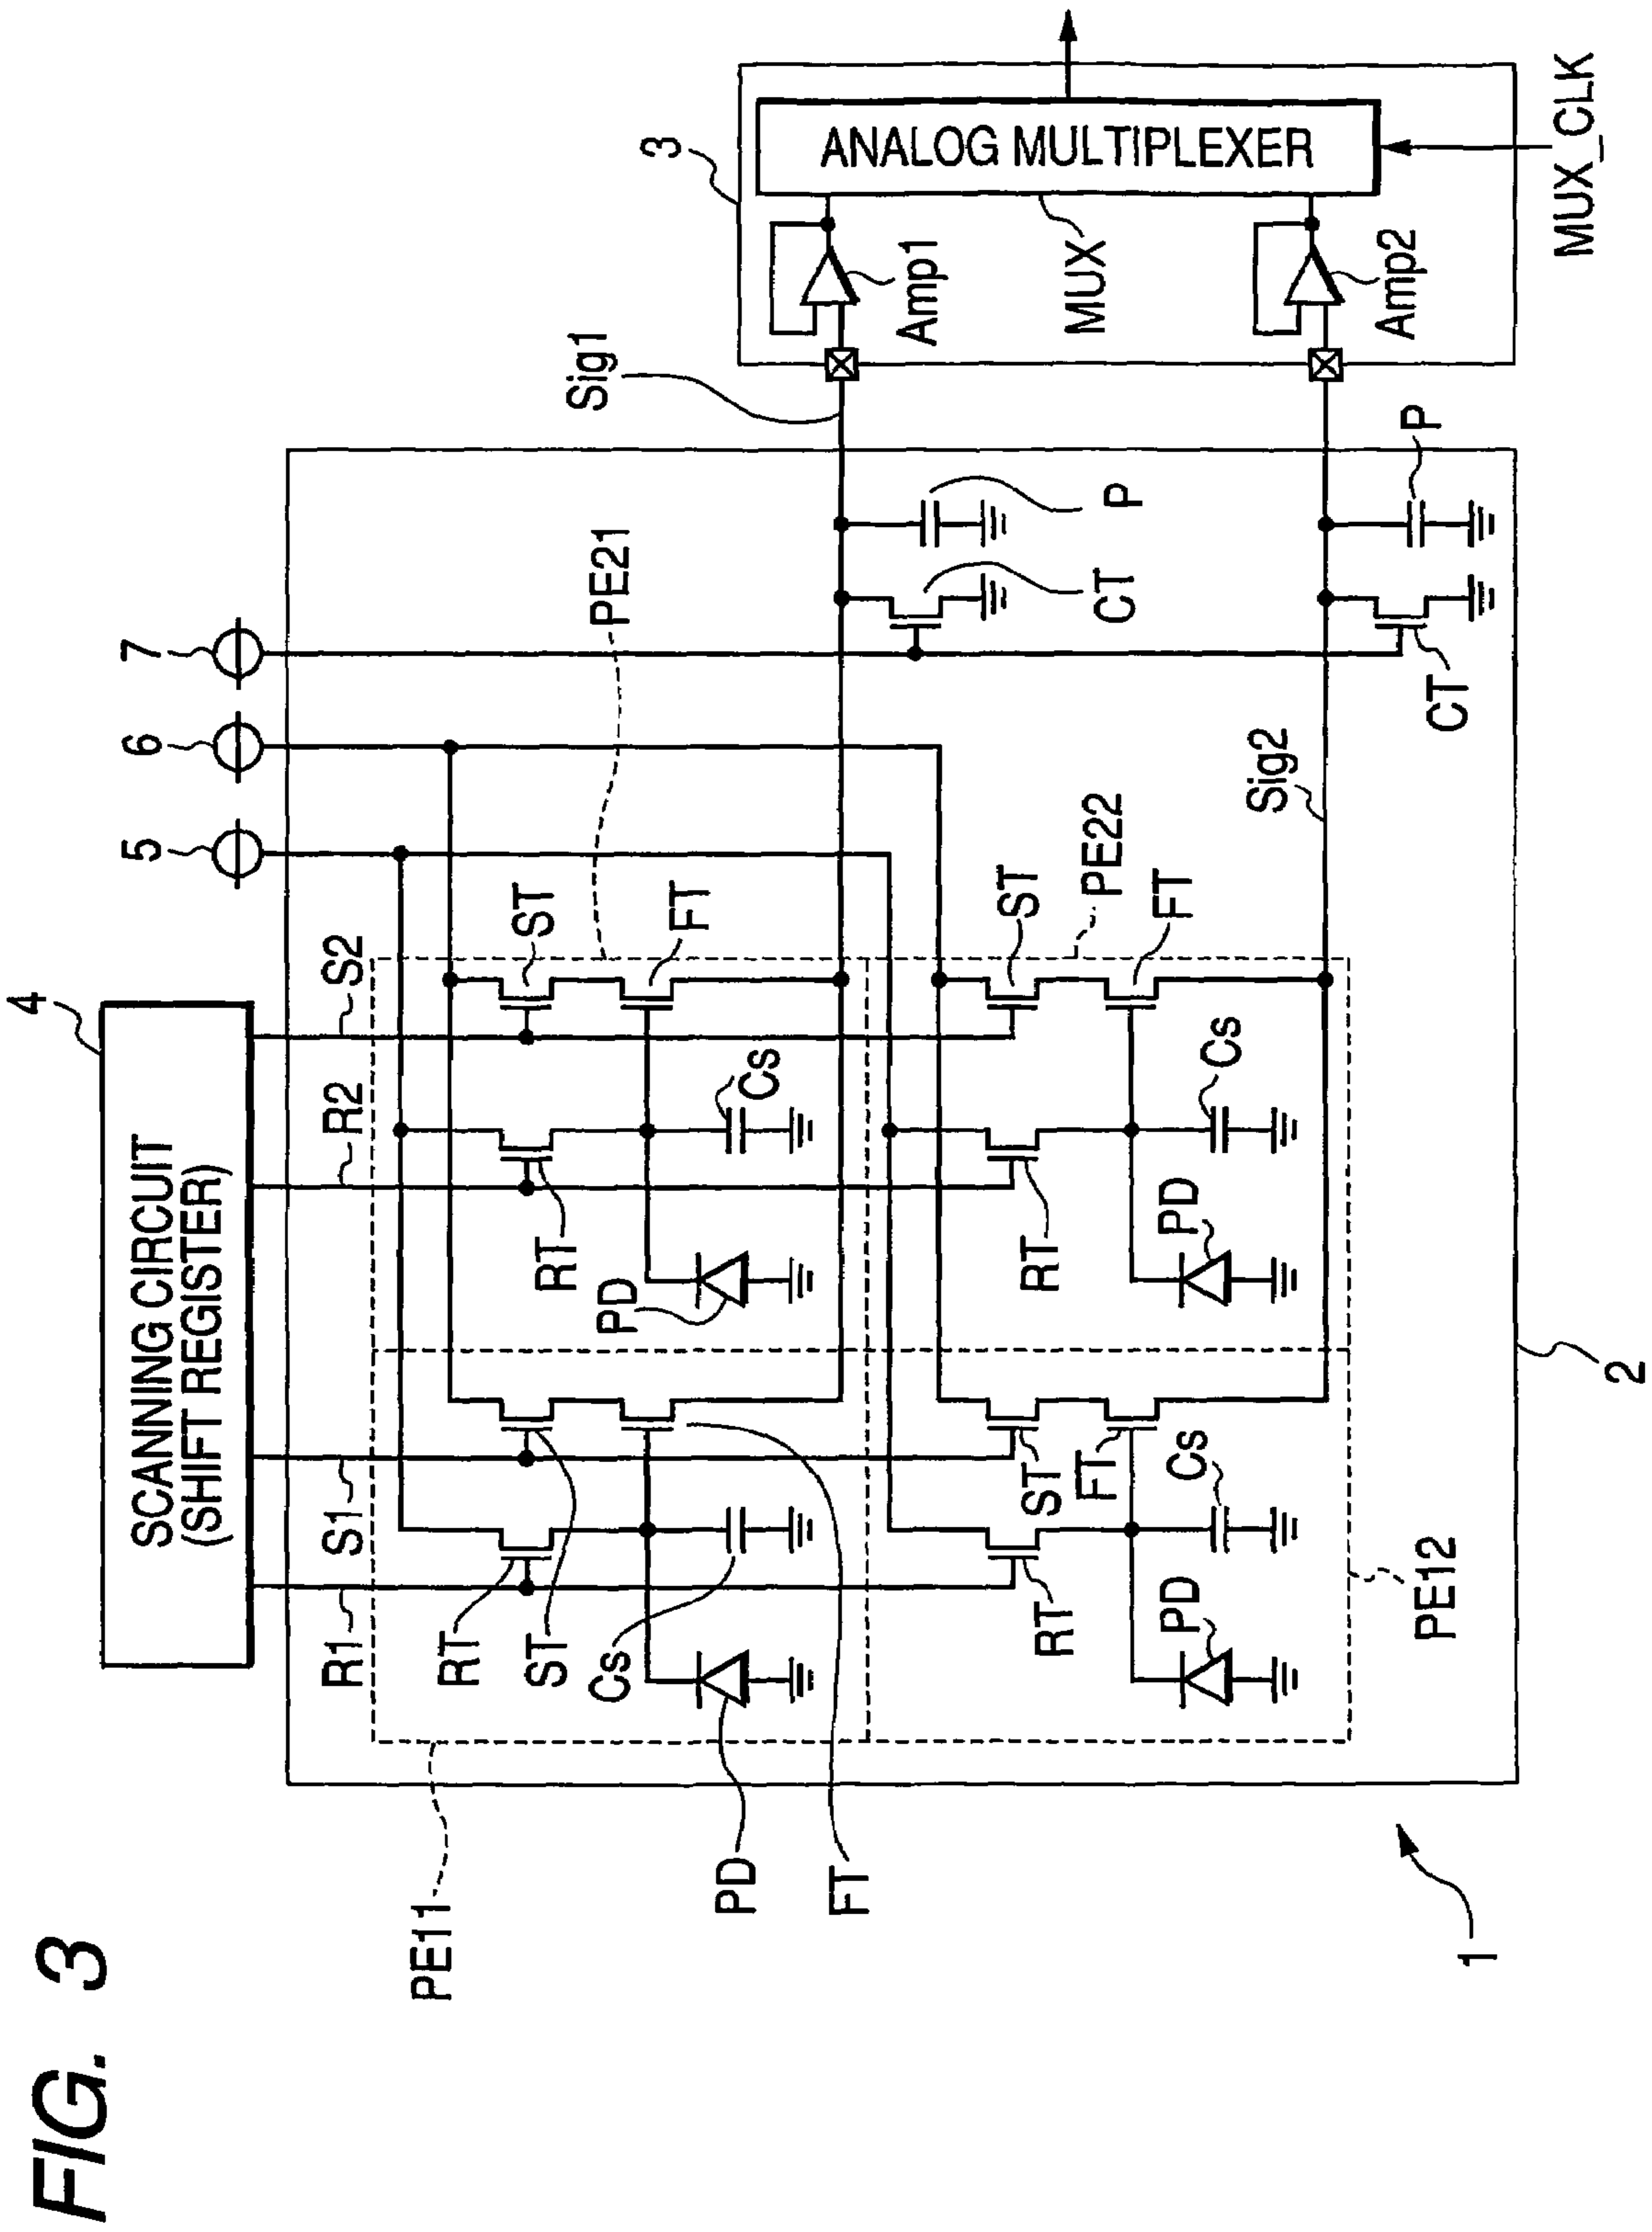 FIG. 3
4
SCANNING CIRCUIT
(SHIFT REGISTER)
5
6
7
R1
S1
R2
S2
PE11
PE21
RT
ST
Cs
PD
FT
RT
PD
Cs
ST
FT
Sig1
3
Amp1
ANALOG MULTIPLEXER
MUX
P
CT
RT
PD
ST
FT
Cs
PE12
RT
PD
Cs
ST
FT
PE22
Sig2
CT
P
Amp2
MUX_CLK
1
2